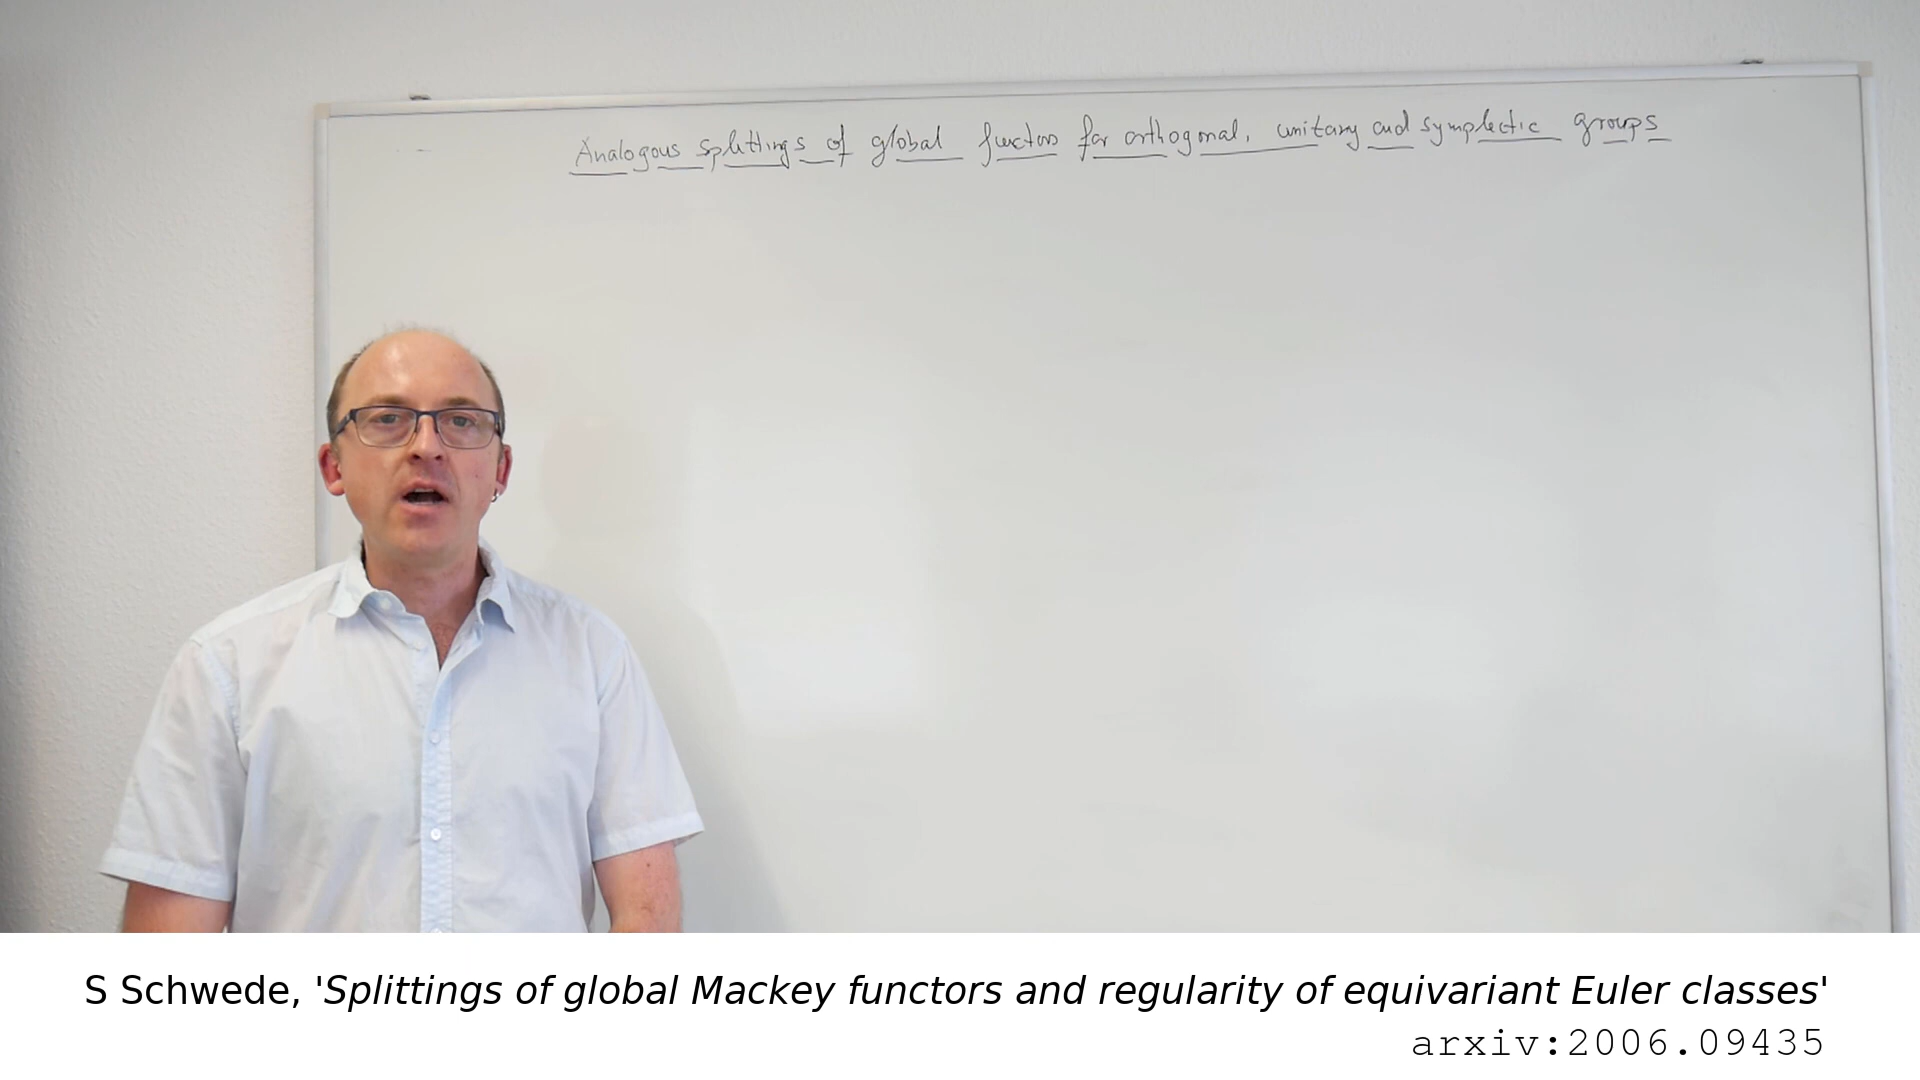 Analogous splittings of global functors for orthogonal, unitary and symplectic groups
S Schwede, 'Splittings of global Mackey functors and regularity of equivariant Euler classes'
arxiv:2006.09435